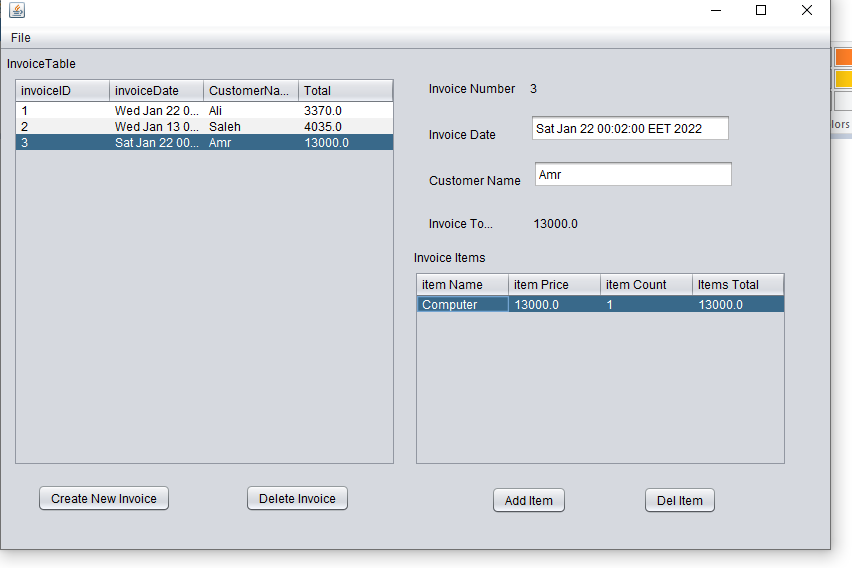 File
InvoiceTable
invoiceID invoiceDate CustomerNa... Total
1 Wed Jan 22 0... Ali 3370.0
2 Wed Jan 13 0... Saleh 4035.0
3 Sat Jan 22 00... Amr 13000.0
Create New Invoice
Delete Invoice
Invoice Number 3
Invoice Date Sat Jan 22 00:02:00 EET 2022
Customer Name Amr
Invoice To... 13000.0
Invoice Items
item Name item Price item Count Items Total
Computer 13000.0 1 13000.0
Add Item
Del Item
lors